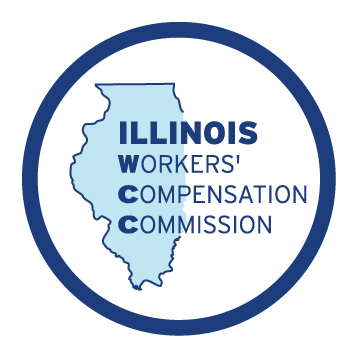 ILLINOIS
WORKERS'
COMPENSATION
COMMISSION